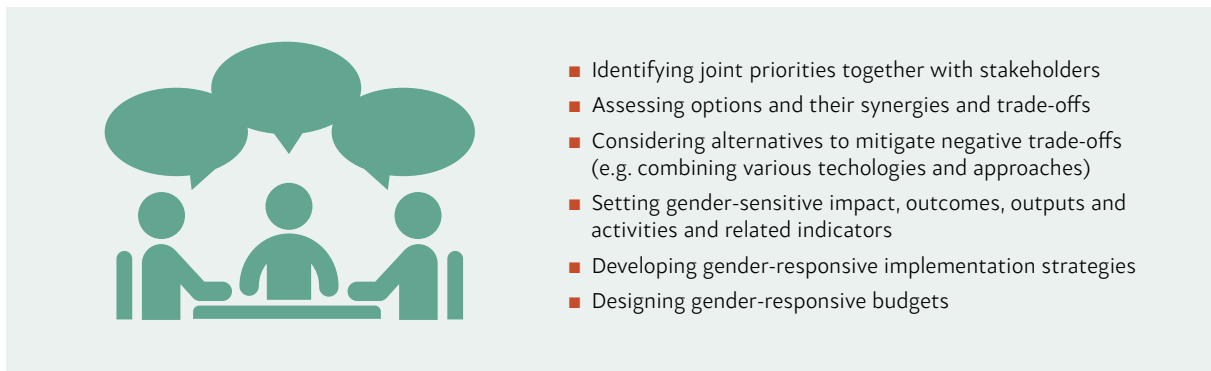 ■ Identifying joint priorities together with stakeholders
■ Assessing options and their synergies and trade-offs
■ Considering alternatives to mitigate negative trade-offs
(e.g. combining various techologies and approaches)
■ Setting gender-sensitive impact, outcomes, outputs and
activities and related indicators
■ Developing gender-responsive implementation strategies
■ Designing gender-responsive budgets